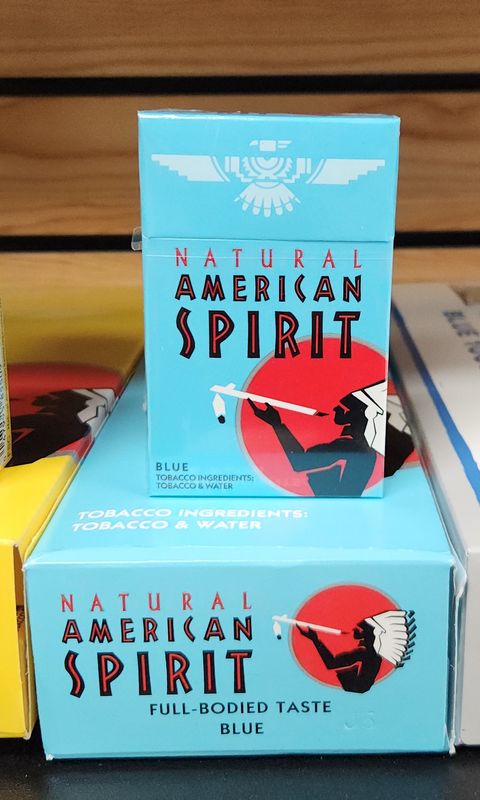 NATURAL
AMERICAN
SPIRIT
BLUE
TOBACCO INGREDIENTS:
TOBACCO & WATER
TOBACCO INGREDIENTS:
TOBACCO & WATER
NATURAL
AMERICAN
SPIRIT
FULL-BODIED TASTE
BLUE
BLUE